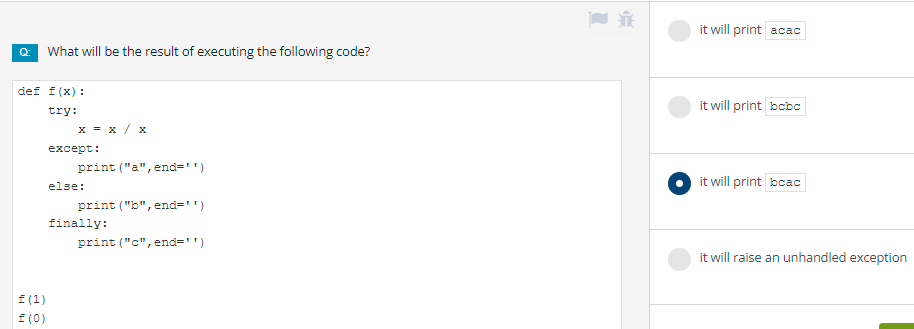 Q: What will be the result of executing the following code?
def f(x):
    try:
        x = x / x
    except:
        print("a",end='')
    else:
        print("b",end='')
    finally:
        print("c",end='')
f(1)
f(0)
it will print acac
it will print bcbc
it will print bcac
it will raise an unhandled exception